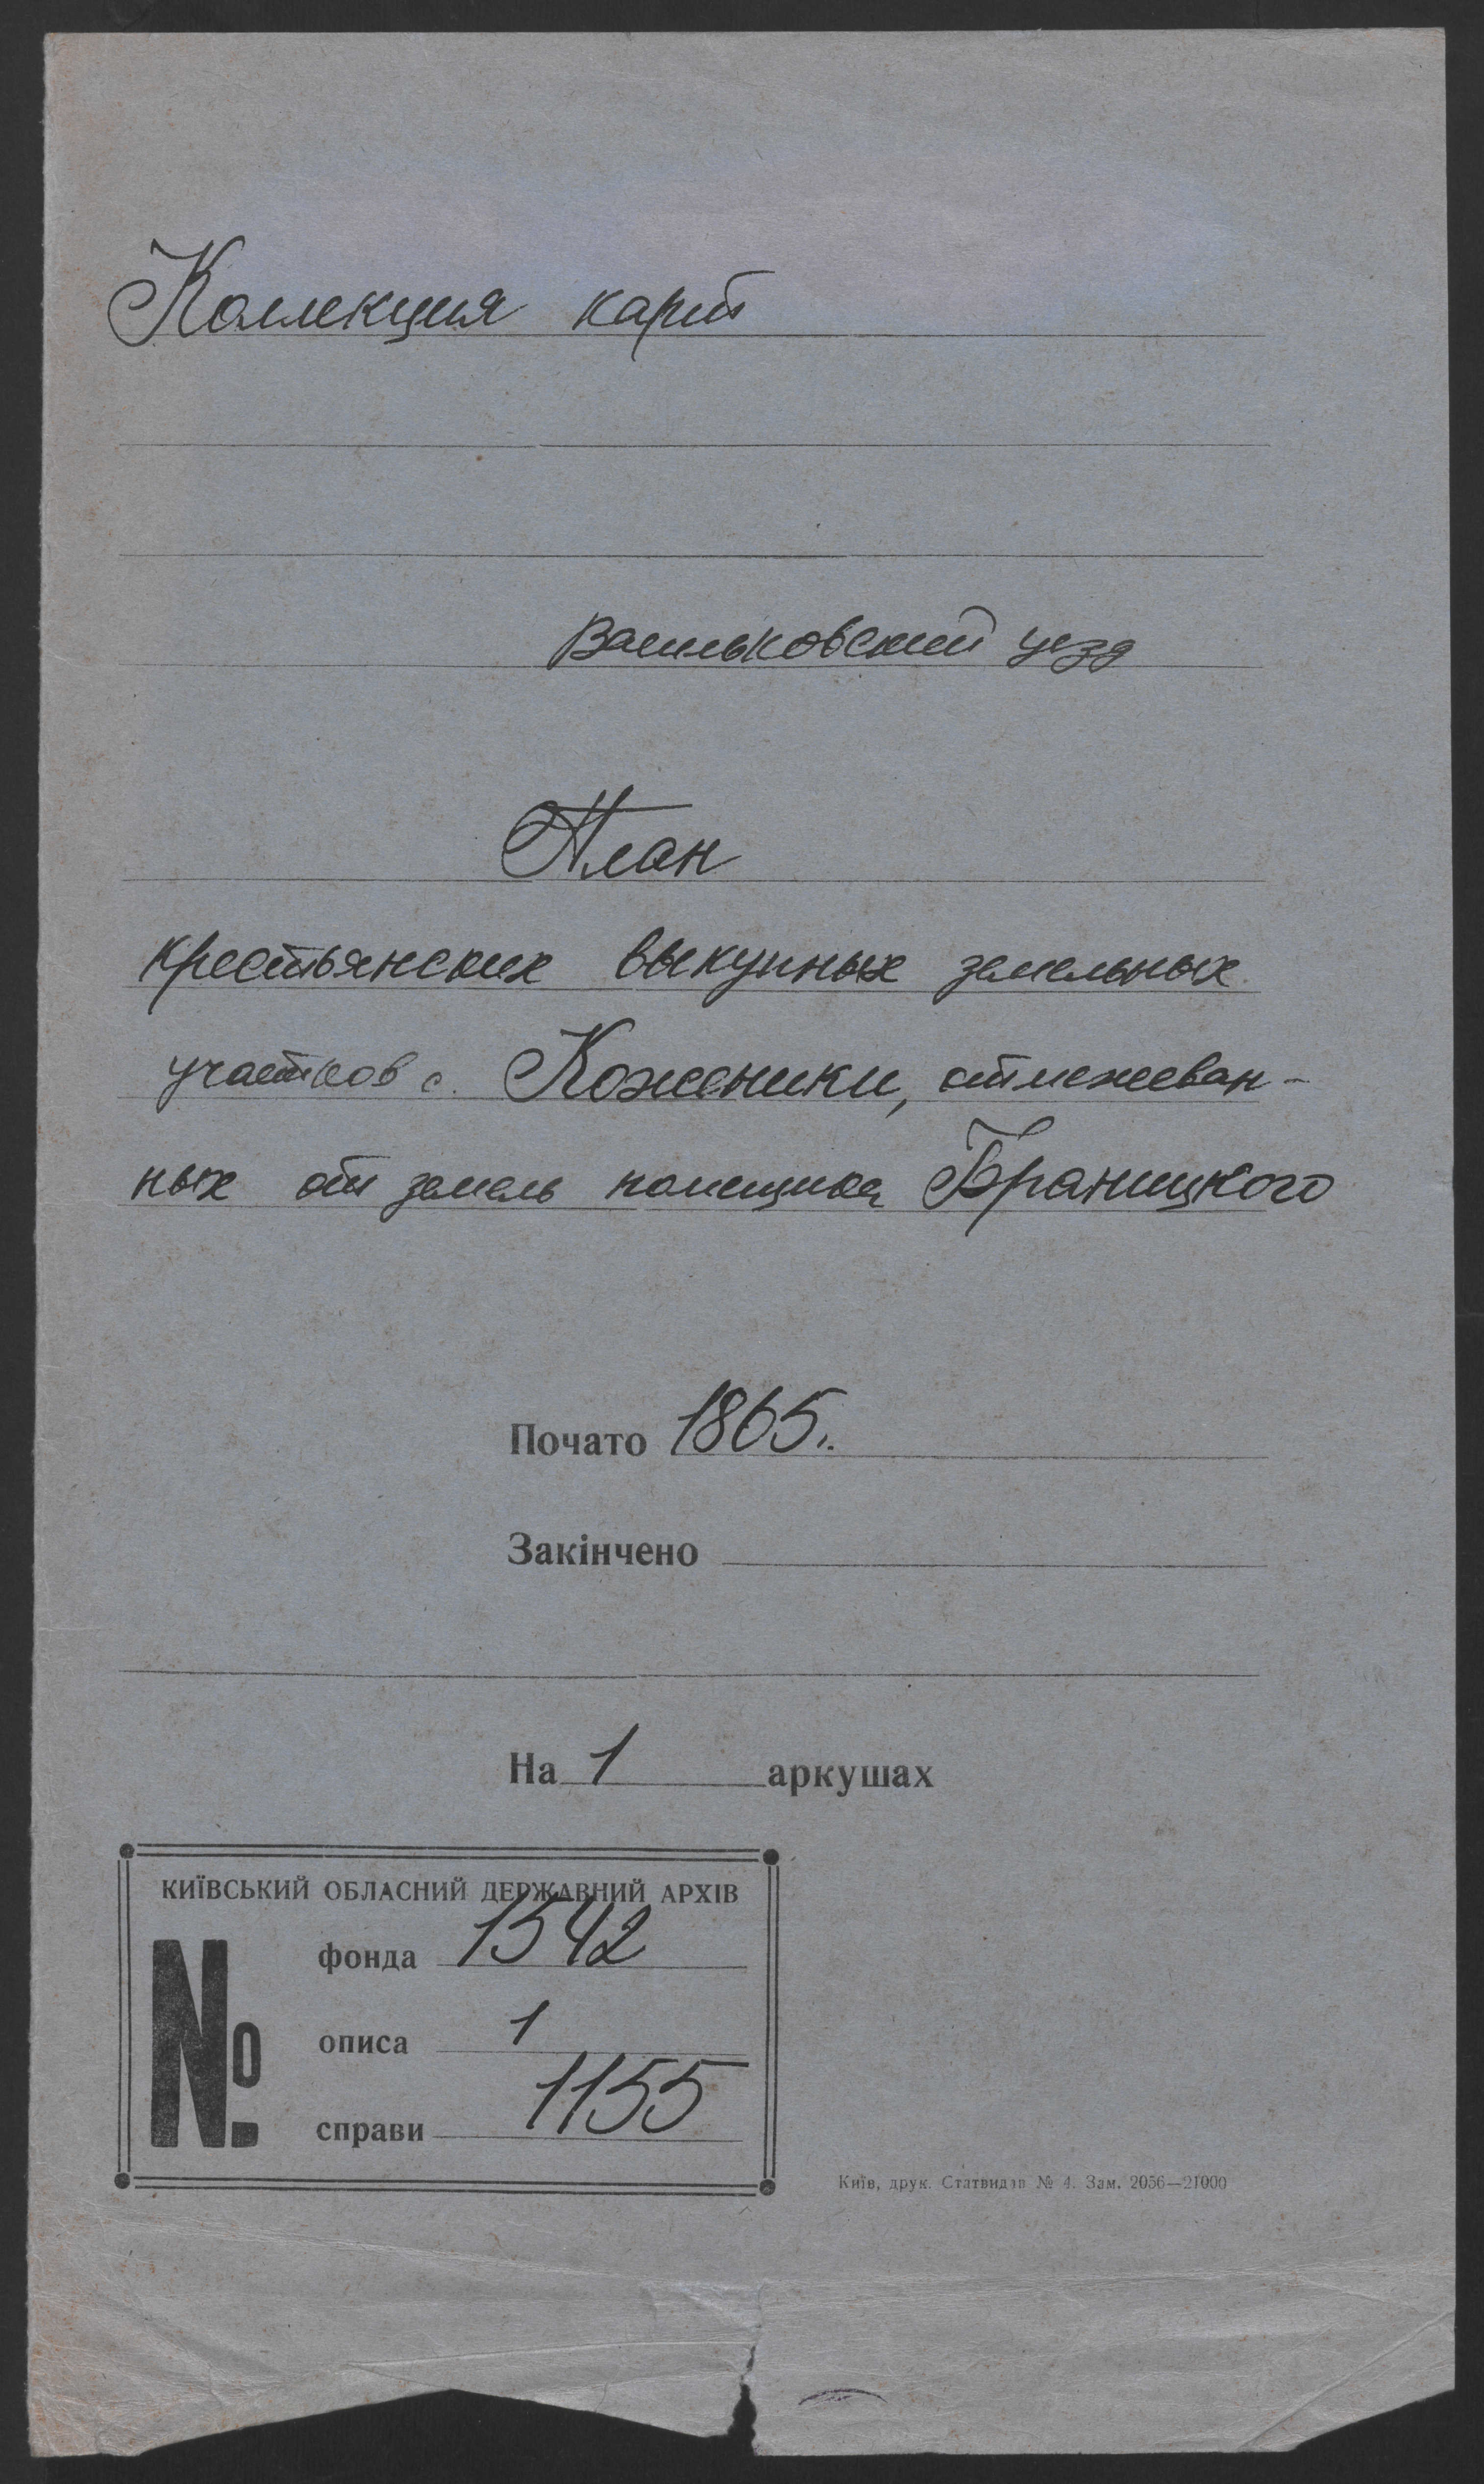 Коллекция карт
Васильковский уезд
План
крестьянских выкупных земельных
участков с. Коженики, отмежеван-
ных от земель помещика Браницкого
Почато 1865.
Закінчено
На 1 аркушах
КИЇВСЬКИЙ ОБЛАСНИЙ ДЕРЖАВНИЙ АРХІВ
№
фонда 1542
описа 1
справи 1155
Київ, друк. Статвидав № 4. Зам. 2056—21000